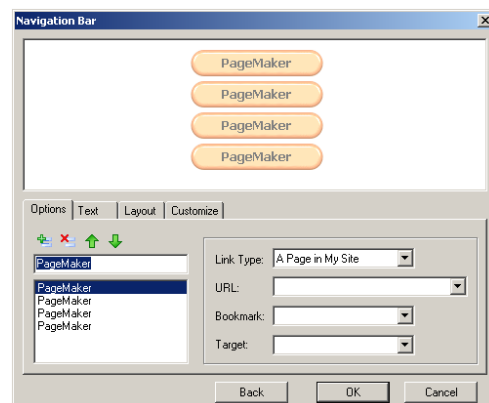 Navigation Bar
PageMaker
PageMaker
PageMaker
PageMaker
Options Text Layout Customize
PageMaker
PageMaker
PageMaker
PageMaker
PageMaker
Link Type: A Page in My Site
URL:
Bookmark:
Target:
Back OK Cancel